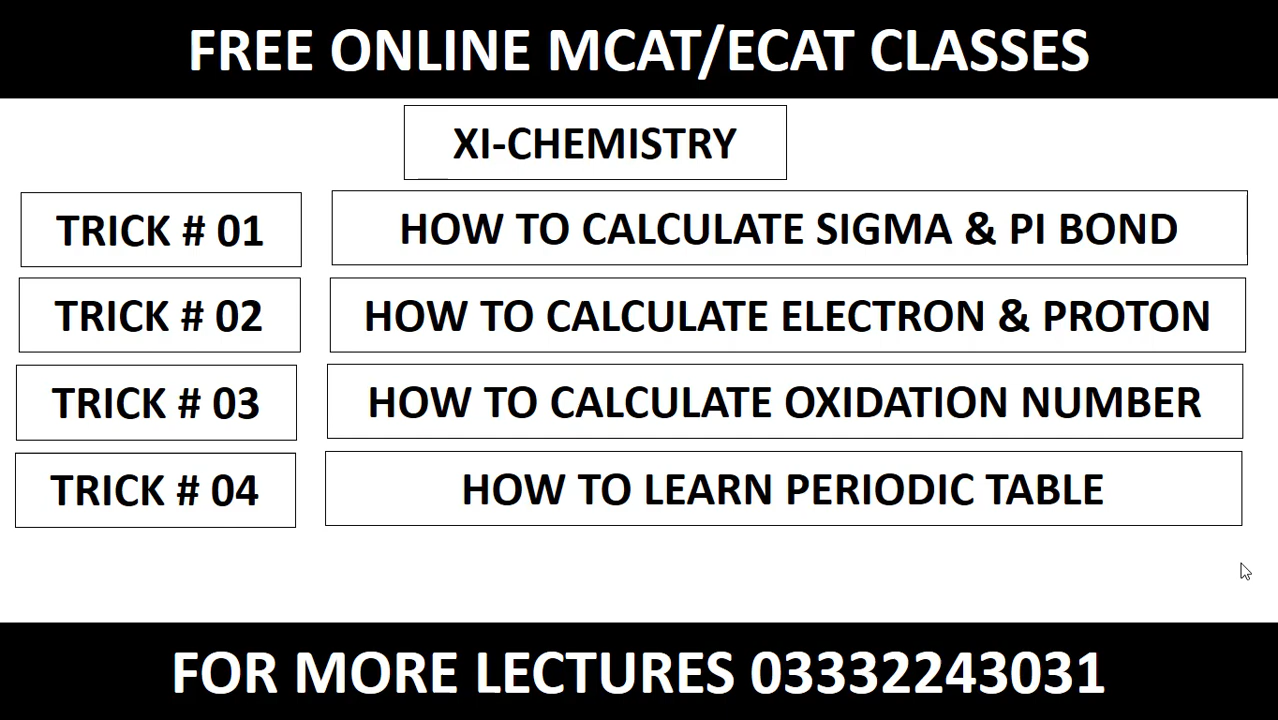 FREE ONLINE MCAT/ECAT CLASSES
XI-CHEMISTRY
TRICK # 01 HOW TO CALCULATE SIGMA & PI BOND
TRICK # 02 HOW TO CALCULATE ELECTRON & PROTON
TRICK # 03 HOW TO CALCULATE OXIDATION NUMBER
TRICK # 04 HOW TO LEARN PERIODIC TABLE
FOR MORE LECTURES 03332243031